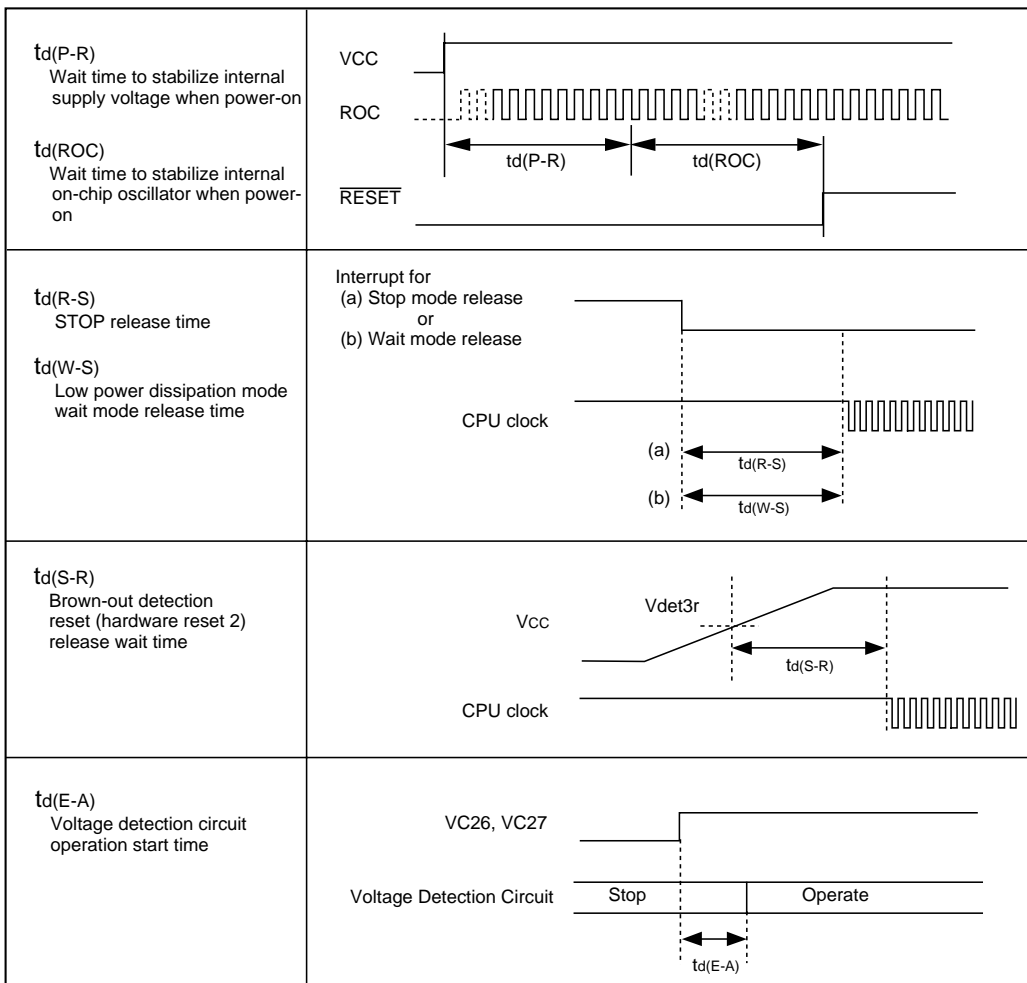 td(P-R)
Wait time to stabilize internal
supply voltage when power-on
td(ROC)
Wait time to stabilize internal
on-chip oscillator when power-
on
VCC
ROC
td(P-R)
td(ROC)
RESET
td(R-S)
STOP release time
td(W-S)
Low power dissipation mode
wait mode release time
Interrupt for
(a) Stop mode release
or
(b) Wait mode release
CPU clock
(a)
td(R-S)
(b)
td(W-S)
td(S-R)
Brown-out detection
reset (hardware reset 2)
release wait time
Vdet3r
VCC
td(S-R)
CPU clock
td(E-A)
Voltage detection circuit
operation start time
VC26, VC27
Voltage Detection Circuit
Stop
Operate
td(E-A)